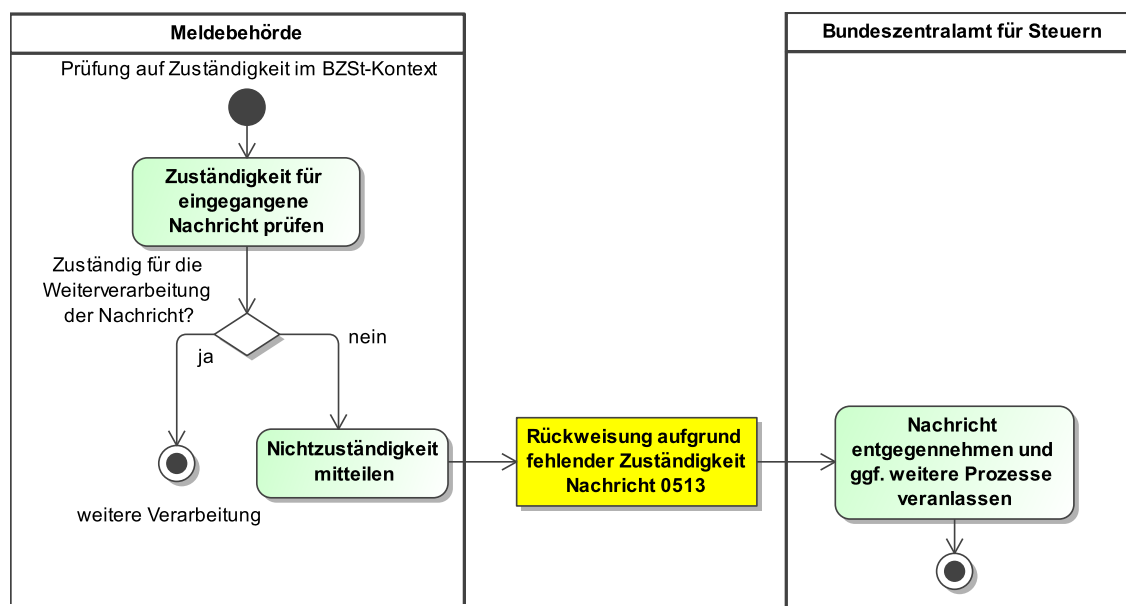 Meldebehörde
Bundeszentralamt für Steuern
Prüfung auf Zuständigkeit im BZSt-Kontext
Zuständigkeit für
eingegangene
Nachricht prüfen
Zuständig für die
Weiterverarbeitung
der Nachricht?
ja
nein
weitere Verarbeitung
Nichtzuständigkeit
mitteilen
Rückweisung aufgrund
fehlender Zuständigkeit
Nachricht 0513
Nachricht
entgegennehmen und
ggf. weitere Prozesse
veranlassen